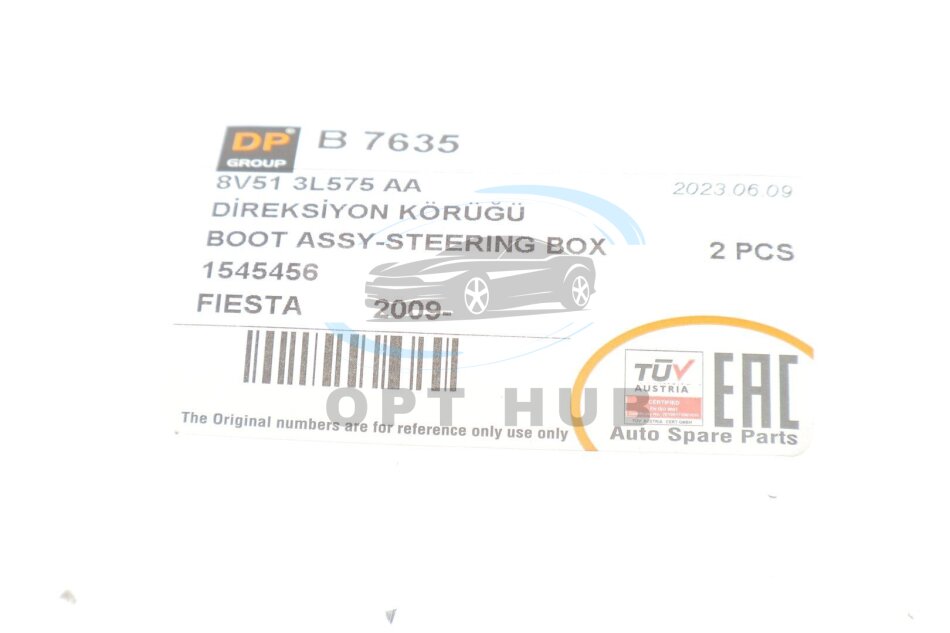 DP® B 7635
GROUP
8V51 3L575 AA 2023.06.09
DİREKSİYON KÖRÜĞÜ
BOOT ASSY-STEERING BOX 2 PCS
1545456
FIESTA 2009-
OPT HUB
TÜV
AUSTRIA
CERTIFIED
EAC
The Original numbers are for reference only use only
Auto Spare Parts